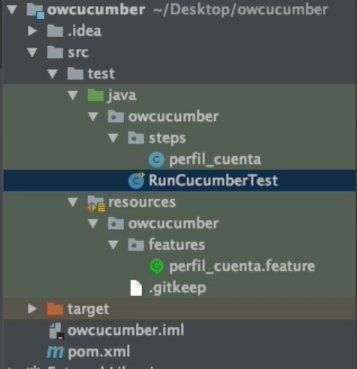 owcucumber ~/Desktop/owcucumber
.idea
src
test
java
owcucumber
steps
perfil_cuenta
RunCucumberTest
resources
owcucumber
features
perfil_cuenta.feature
.gitkeep
target
owcucumber.iml
pom.xml